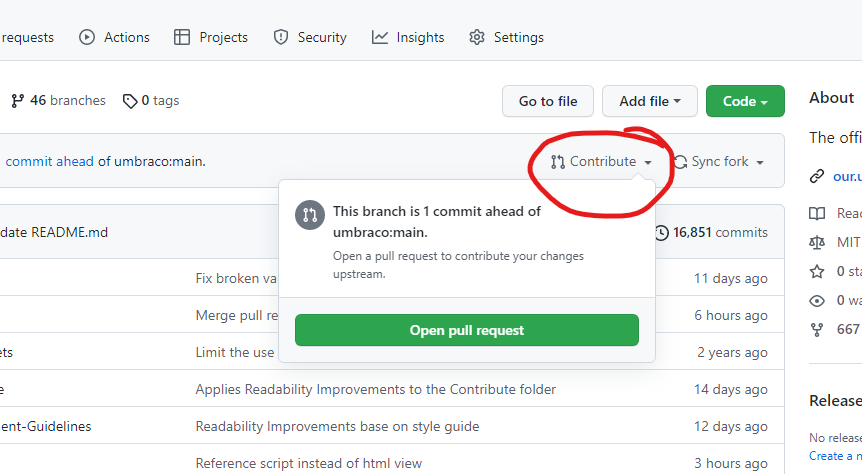 requests Actions Projects Security Insights Settings
46 branches 0 tags Go to file Add file Code About
The offi
commit ahead of umbraco:main. Contribute Sync fork
our.u
This branch is 1 commit ahead of
umbraco:main.
Open a pull request to contribute your changes
upstream.
Open pull request
date README.md 16,851 commits
Rea
MIT
Fix broken va 11 days ago
0 sta
0 wa
Merge pull re 6 hours ago
667
ets Limit the use 2 years ago
e Applies Readability Improvements to the Contribute folder 14 days ago
Release
ent-Guidelines Readability Improvements base on style guide 12 days ago
No release
Create a n
Reference script instead of html view 3 hours ago